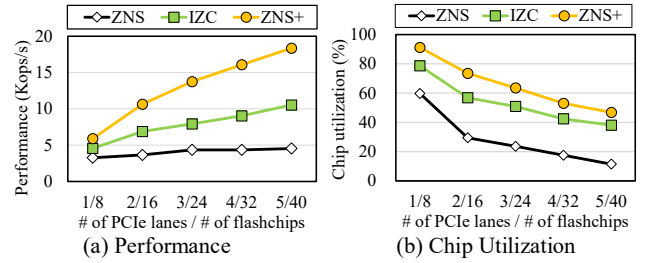 ZNS IZC ZNS+
Performance (Kops/s)
20
15
10
5
0
1/8 2/16 3/24 4/32 5/40
# of PCIe lanes / # of flashchips
(a) Performance
ZNS IZC ZNS+
Chip utilization (%)
100
80
60
40
20
0
1/8 2/16 3/24 4/32 5/40
# of PCIe lanes / # of flashchips
(b) Chip Utilization